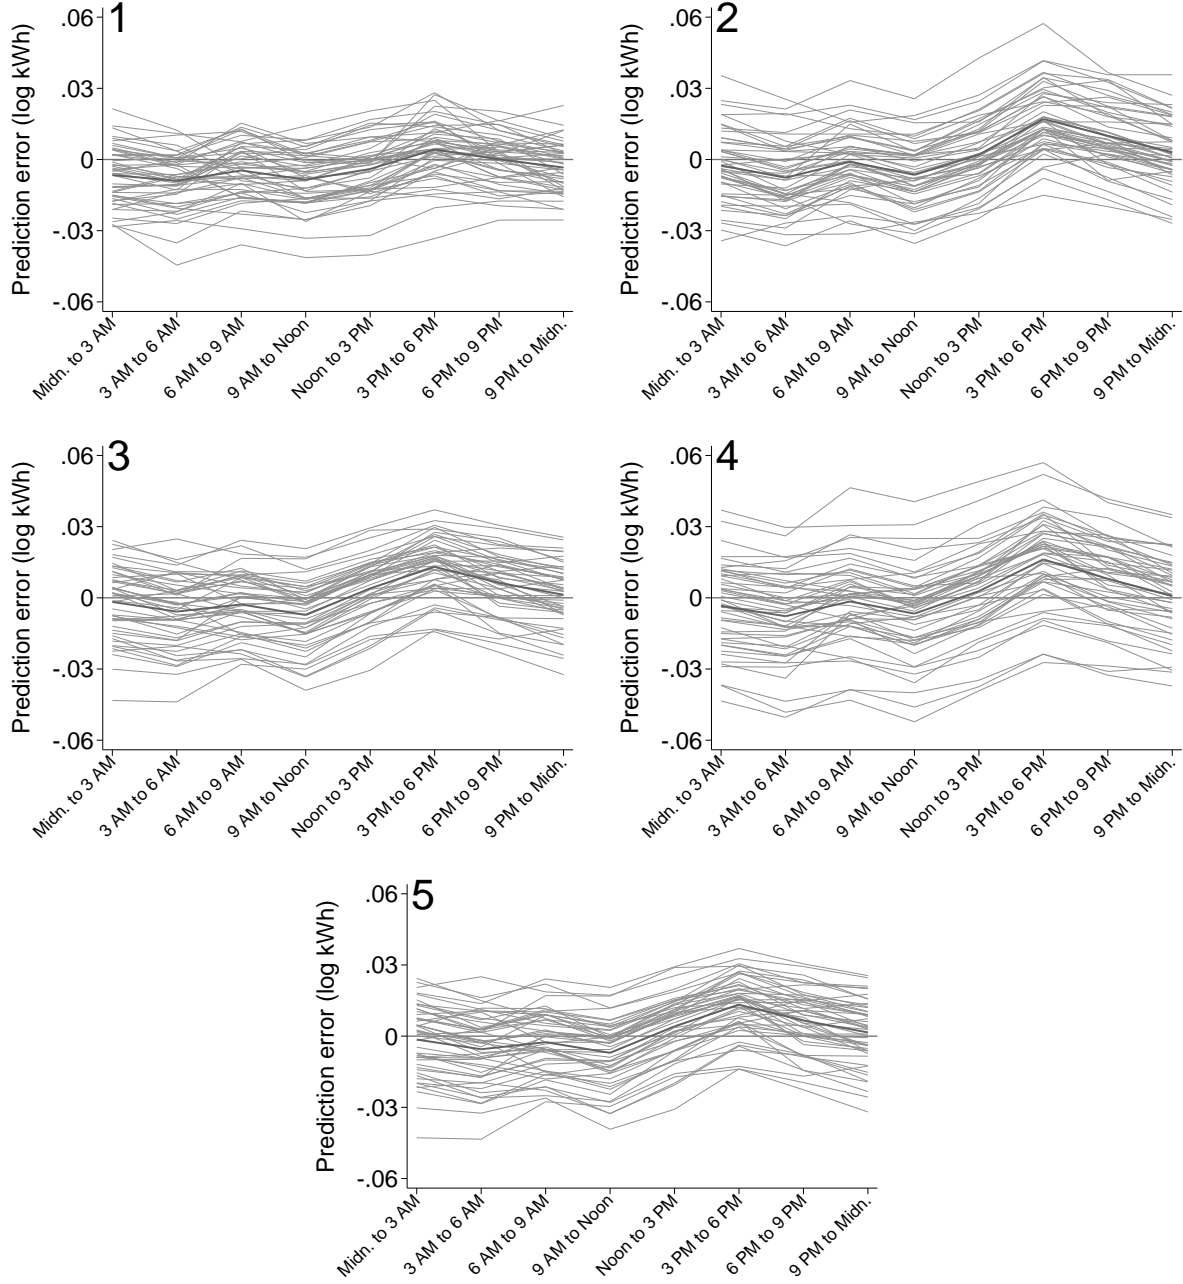 1
Prediction error (log kWh)
.06
.03
0
-.03
-.06
Midn. to 3 AM
3 AM to 6 AM
6 AM to 9 AM
9 AM to Noon
Noon to 3 PM
3 PM to 6 PM
6 PM to 9 PM
9 PM to Midn.
2
Prediction error (log kWh)
.06
.03
0
-.03
-.06
Midn. to 3 AM
3 AM to 6 AM
6 AM to 9 AM
9 AM to Noon
Noon to 3 PM
3 PM to 6 PM
6 PM to 9 PM
9 PM to Midn.
3
Prediction error (log kWh)
.06
.03
0
-.03
-.06
Midn. to 3 AM
3 AM to 6 AM
6 AM to 9 AM
9 AM to Noon
Noon to 3 PM
3 PM to 6 PM
6 PM to 9 PM
9 PM to Midn.
4
Prediction error (log kWh)
.06
.03
0
-.03
-.06
Midn. to 3 AM
3 AM to 6 AM
6 AM to 9 AM
9 AM to Noon
Noon to 3 PM
3 PM to 6 PM
6 PM to 9 PM
9 PM to Midn.
5
Prediction error (log kWh)
.06
.03
0
-.03
-.06
Midn. to 3 AM
3 AM to 6 AM
6 AM to 9 AM
9 AM to Noon
Noon to 3 PM
3 PM to 6 PM
6 PM to 9 PM
9 PM to Midn.